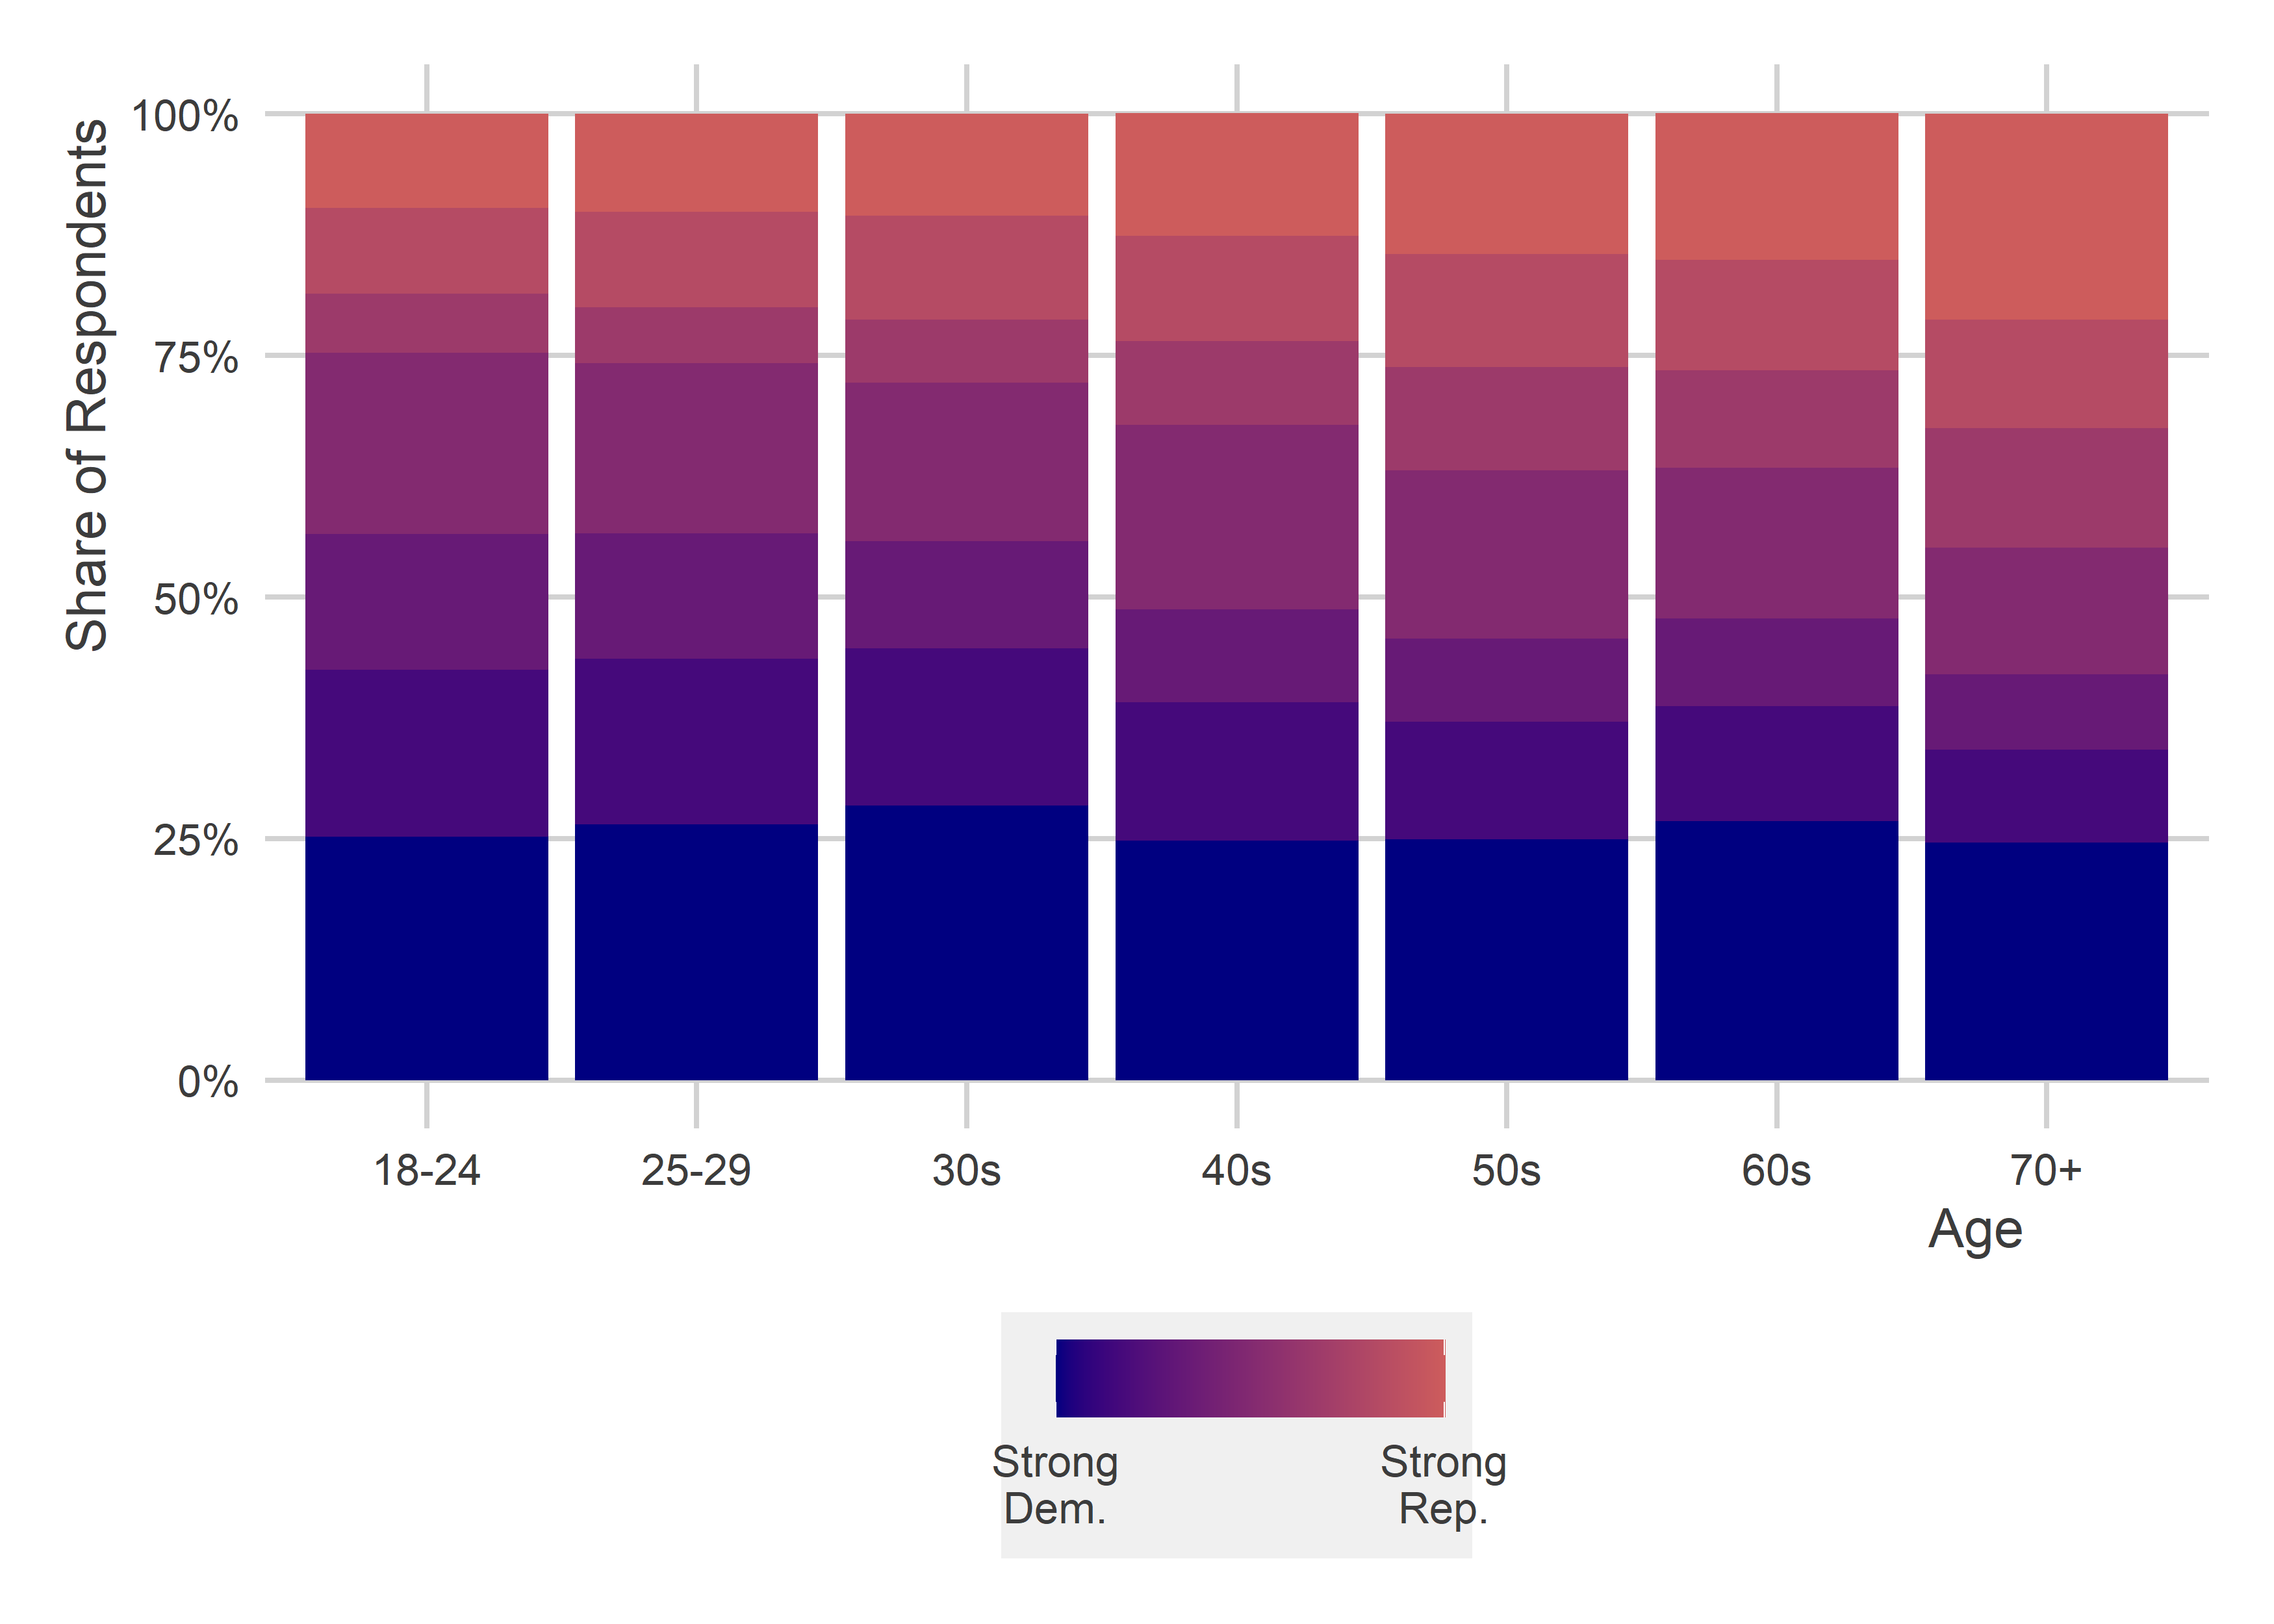 Share of Respondents
100%
75%
50%
25%
0%
18-24 25-29 30s 40s 50s 60s 70+
Age
Strong Strong
Dem. Rep.